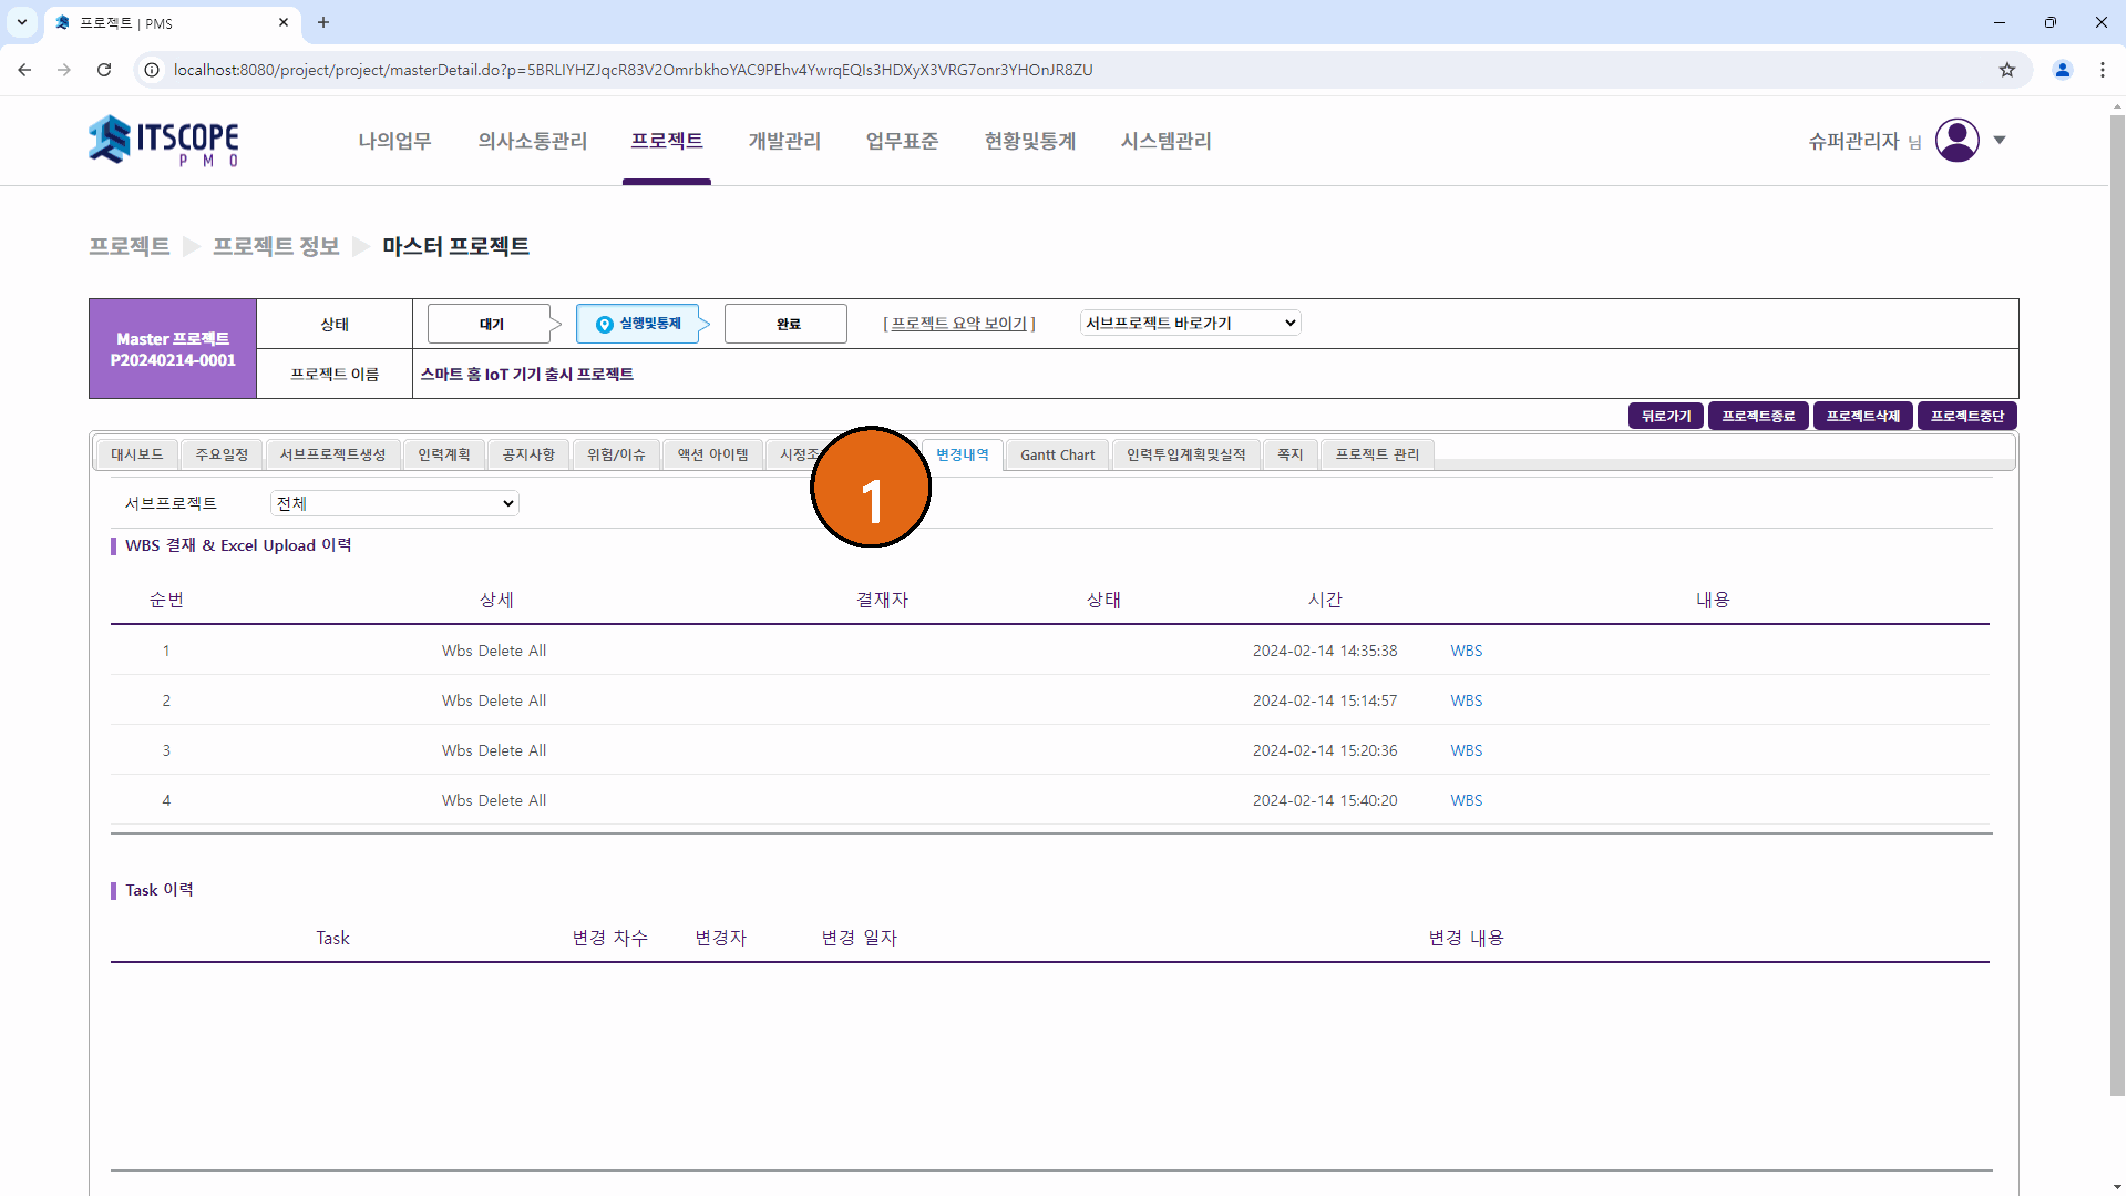 프로젝트 | PMS
localhost:8080/project/project/masterDetail.do?p=5BRLIYHZJqcR83V2OmrbkhoYAC9PEhv4YwrqEQIs3HDXyX3VRG7onr3YHOnJR8ZU
ITSCOPE
PMO
나의업무 의사소통관리 프로젝트 개발관리 업무표준 현황및통계 시스템관리
슈퍼관리자 님
프로젝트 프로젝트 정보 마스터 프로젝트
Master 프로젝트
P20240214-0001
상태 대기 실행및통제 완료 [ 프로젝트 요약 보이기 ] 서브프로젝트 바로가기
프로젝트 이름 스마트 홈 IoT 기기 출시 프로젝트
뒤로가기 프로젝트종료 프로젝트삭제 프로젝트중단
대시보드 주요일정 서브프로젝트생성 인력계획 공지사항 위험/이슈 액션 아이템 시정조 변경내역 Gantt Chart 인력투입계획및실적 쪽지 프로젝트 관리
1
서브프로젝트 전체
WBS 결재 & Excel Upload 이력
순번 상세 결재자 상태 시간 내용
1 Wbs Delete All 2024-02-14 14:35:38 WBS
2 Wbs Delete All 2024-02-14 15:14:57 WBS
3 Wbs Delete All 2024-02-14 15:20:36 WBS
4 Wbs Delete All 2024-02-14 15:40:20 WBS
Task 이력
Task 변경 차수 변경자 변경 일자 변경 내용